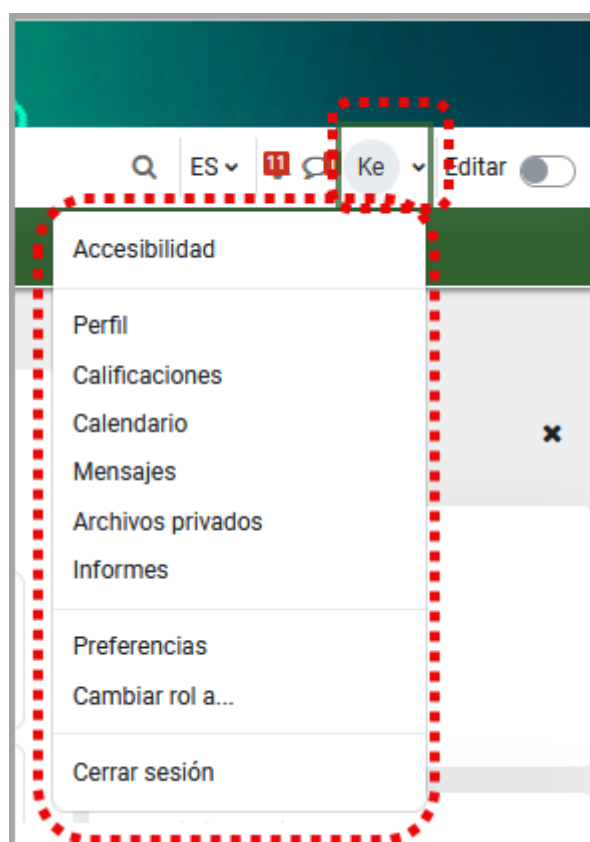 ES 11 Ke Editar
Accesibilidad
Perfil
Calificaciones
Calendario
Mensajes
Archivos privados
Informes
Preferencias
Cambiar rol a...
Cerrar sesión